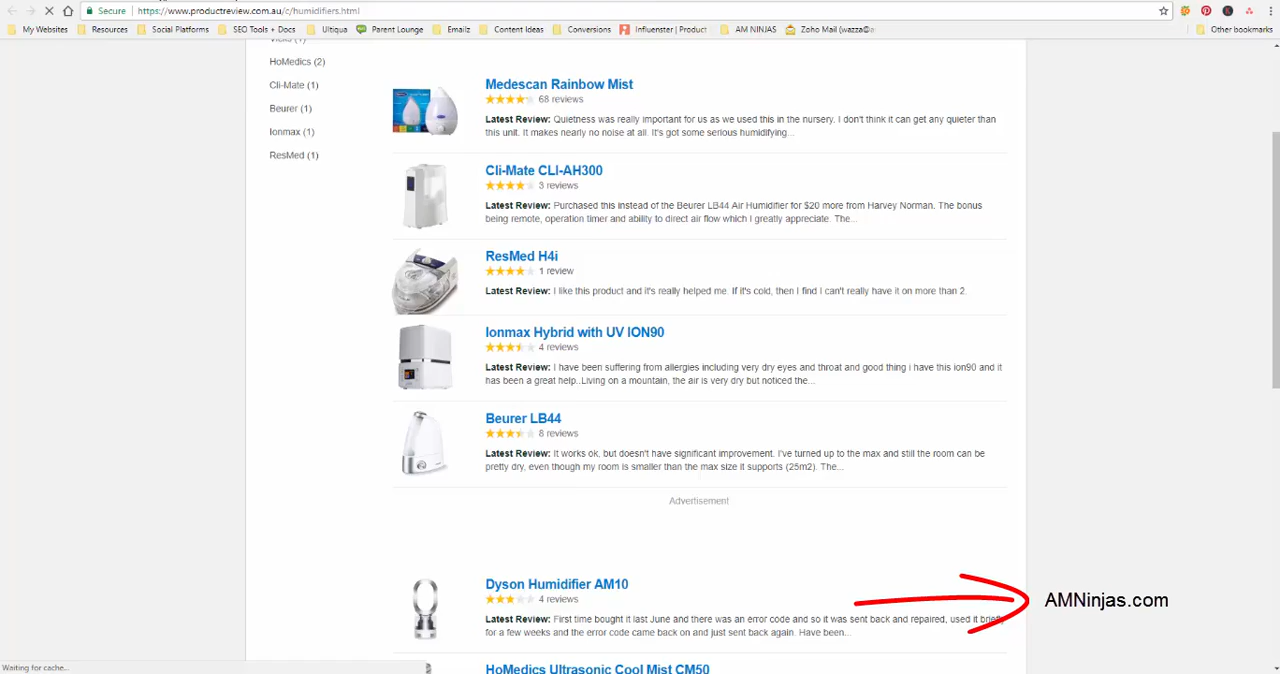 Secure https://www.productreview.com.au/c/humidifiers.html
My Websites Resources Social Platforms SEO Tools + Docs Ultiqua Parent Lounge Emailz Content Ideas Conversions Influenster | Product AM NINJAS Zoho Mail (wazza@ Other bookmarks
HoMedics (2)
Cli-Mate (1)
Beurer (1)
Ionmax (1)
ResMed (1)
Medescan Rainbow Mist
68 reviews
Latest Review: Quietness was really important for us as we used this in the nursery. I don't think it can get any quieter than
this unit. It makes nearly no noise at all. It's got some serious humidifying...
Cli-Mate CLI-AH300
3 reviews
Latest Review: Purchased this instead of the Beurer LB44 Air Humidifier for $20 more from Harvey Norman. The bonus
being remote, operation timer and ability to direct air flow which I greatly appreciate. The...
ResMed H4i
1 review
Latest Review: I like this product and it's really helped me. If it's cold, then I find I can't really have it on more than 2.
Ionmax Hybrid with UV ION90
4 reviews
Latest Review: I have been suffering from allergies including very dry eyes and throat and good thing i have this ion90 and it
has been a great help..Living on a mountain, the air is very dry but noticed the...
Beurer LB44
8 reviews
Latest Review: It works ok, but doesn't have significant improvement. I've turned up to the max and still the room can be
pretty dry, even though my room is smaller than the max size it supports (25m2). The...
Advertisement
Dyson Humidifier AM10
4 reviews
Latest Review: First time bought it last June and there was an error code and so it was sent back and repaired, used it briefly
for a few weeks and the error code came back on and just sent back again. Have been...
AMNinjas.com
HoMedics Ultrasonic Cool Mist CM50
Waiting for cache...